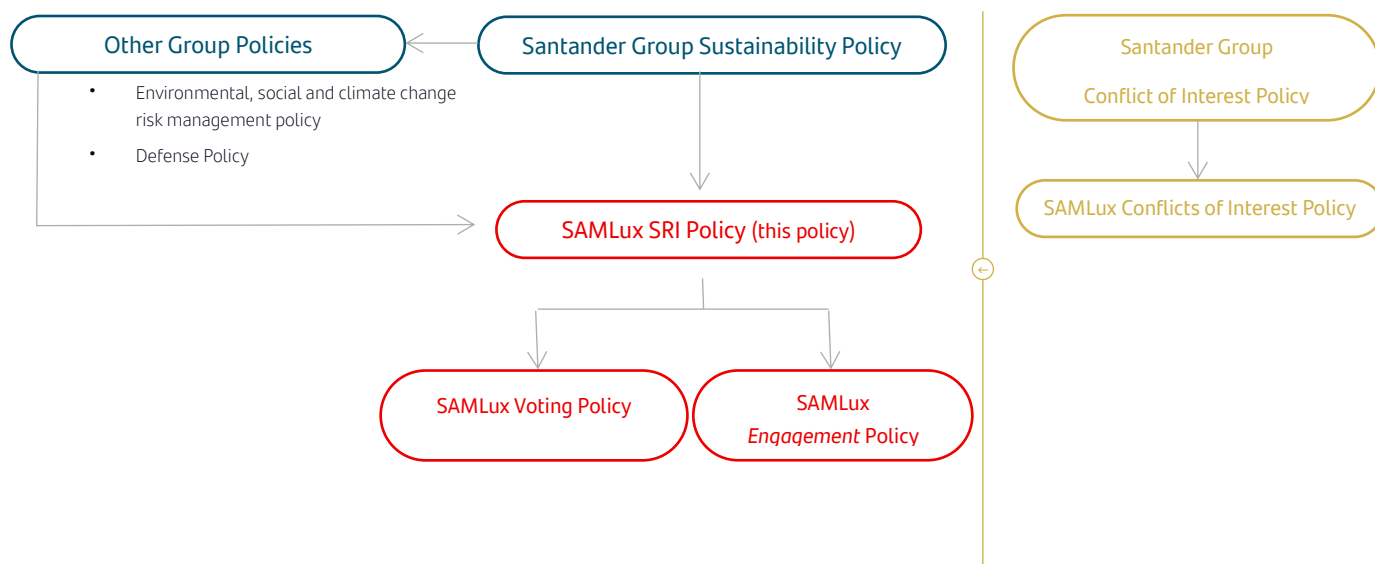 Other Group Policies
Santander Group Sustainability Policy
• Environmental, social and climate change
risk management policy
• Defense Policy
SAMLux SRI Policy (this policy)
SAMLux Voting Policy
SAMLux
Engagement Policy
Santander Group
Conflict of Interest Policy
SAMLux Conflicts of Interest Policy
←